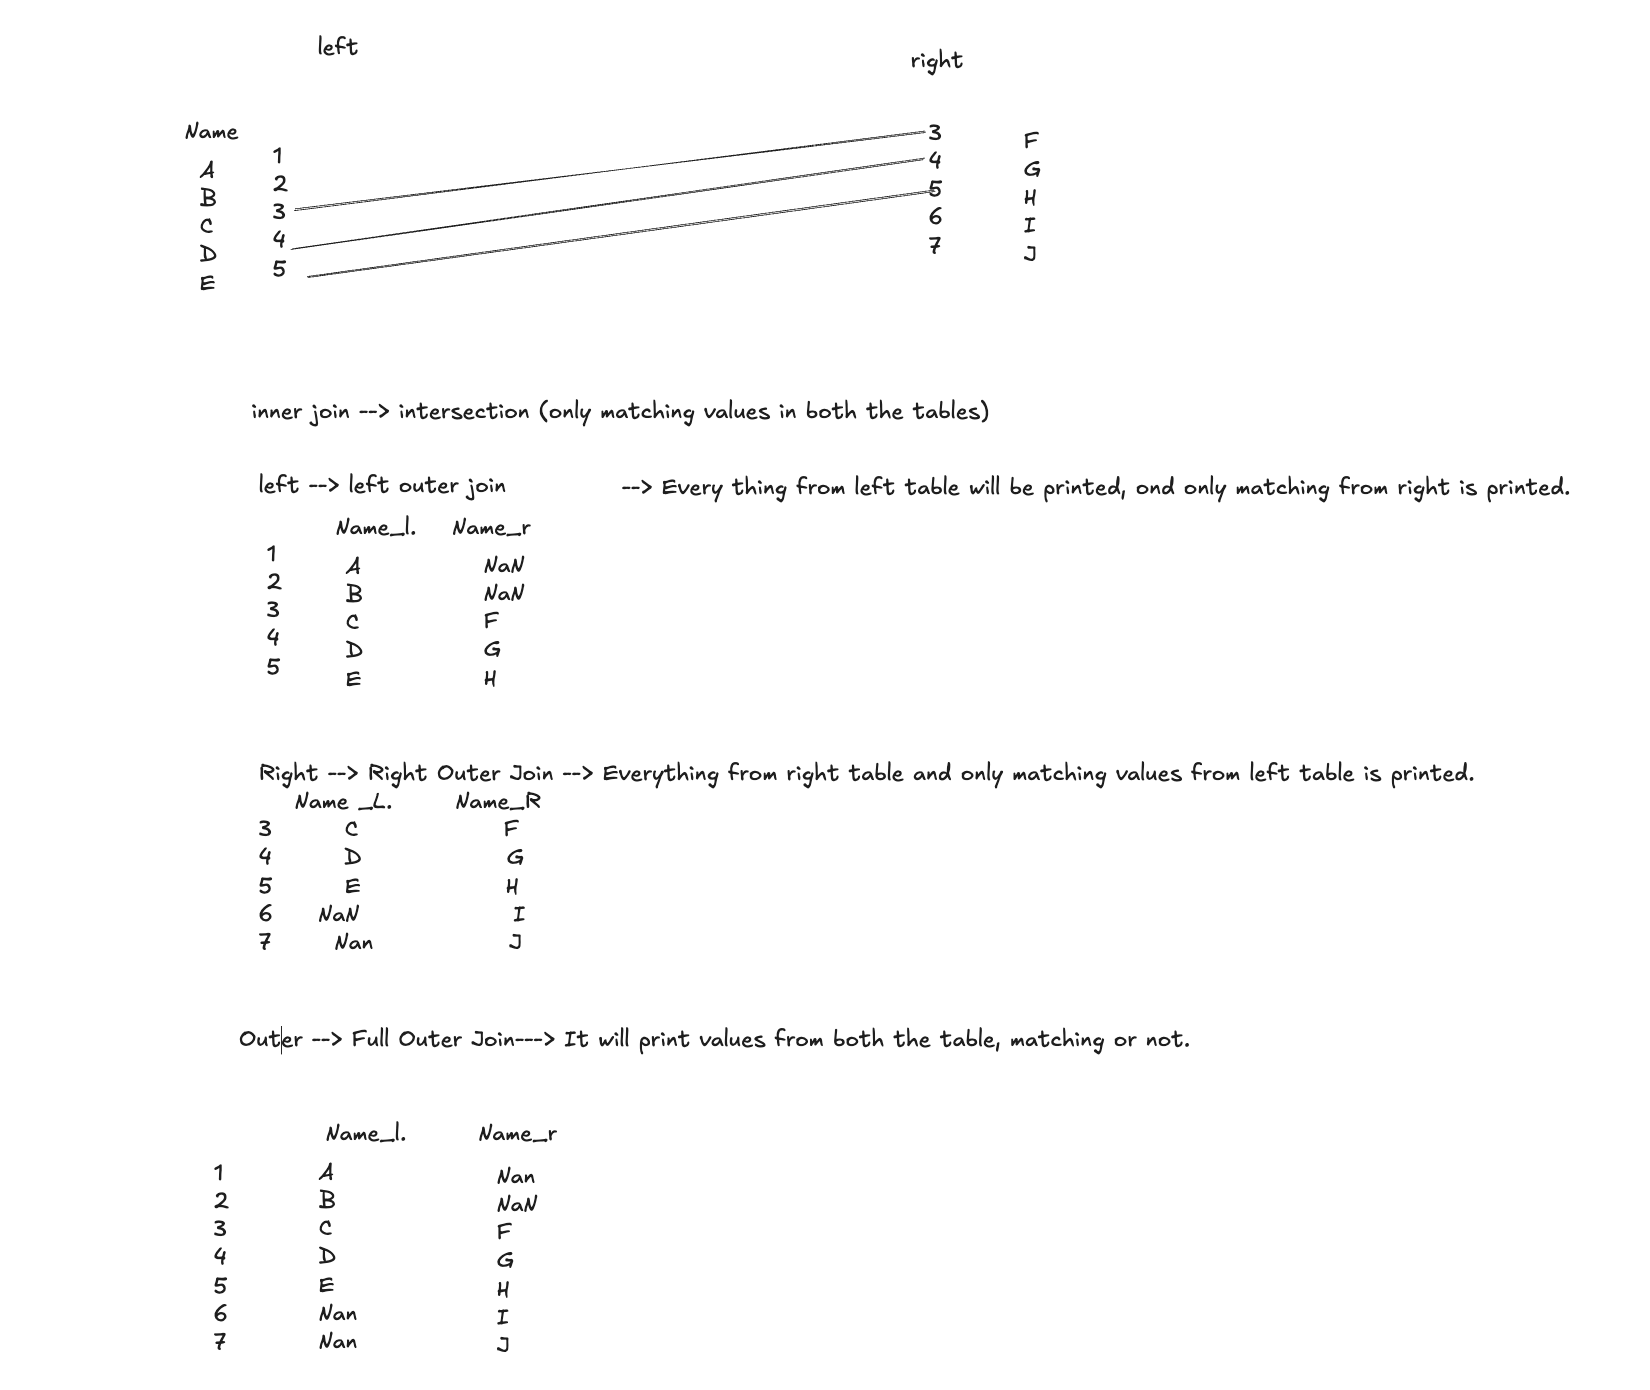 left
right
Name
1 3 F
A 2 4 G
B 3 5 H
C 4 6 I
D 5 7 J
E
inner join --> intersection (only matching values in both the tables)
left --> left outer join --> Every thing from left table will be printed, ond only matching from right is printed.
Name_l. Name_r
1 A NaN
2 B NaN
3 C F
4 D G
5 E H
Right --> Right Outer Join --> Everything from right table and only matching values from left table is printed.
Name _L. Name_R
3 C F
4 D G
5 E H
6 NaN I
7 Nan J
Outer --> Full Outer Join---> It will print values from both the table, matching or not.
Name_l. Name_r
1 A Nan
2 B NaN
3 C F
4 D G
5 E H
6 Nan I
7 Nan J